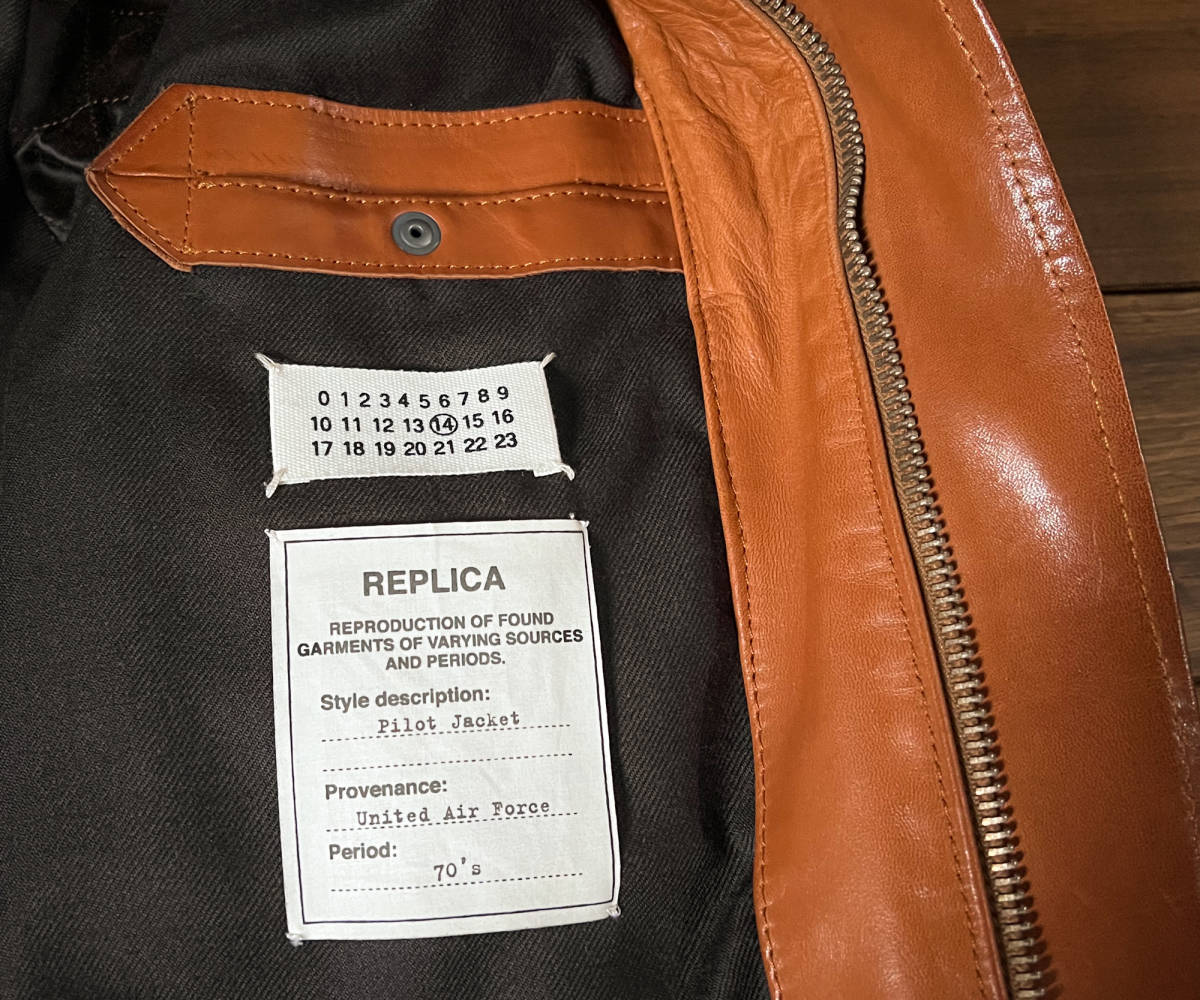 0 1 2 3 4 5 6 7 8 9
10 11 12 13 14 15 16
17 18 19 20 21 22 23
REPLICA
REPRODUCTION OF FOUND
GARMENTS OF VARYING SOURCES
AND PERIODS.
Style description:
Pilot Jacket
Provenance:
United Air Force
Period:
70's